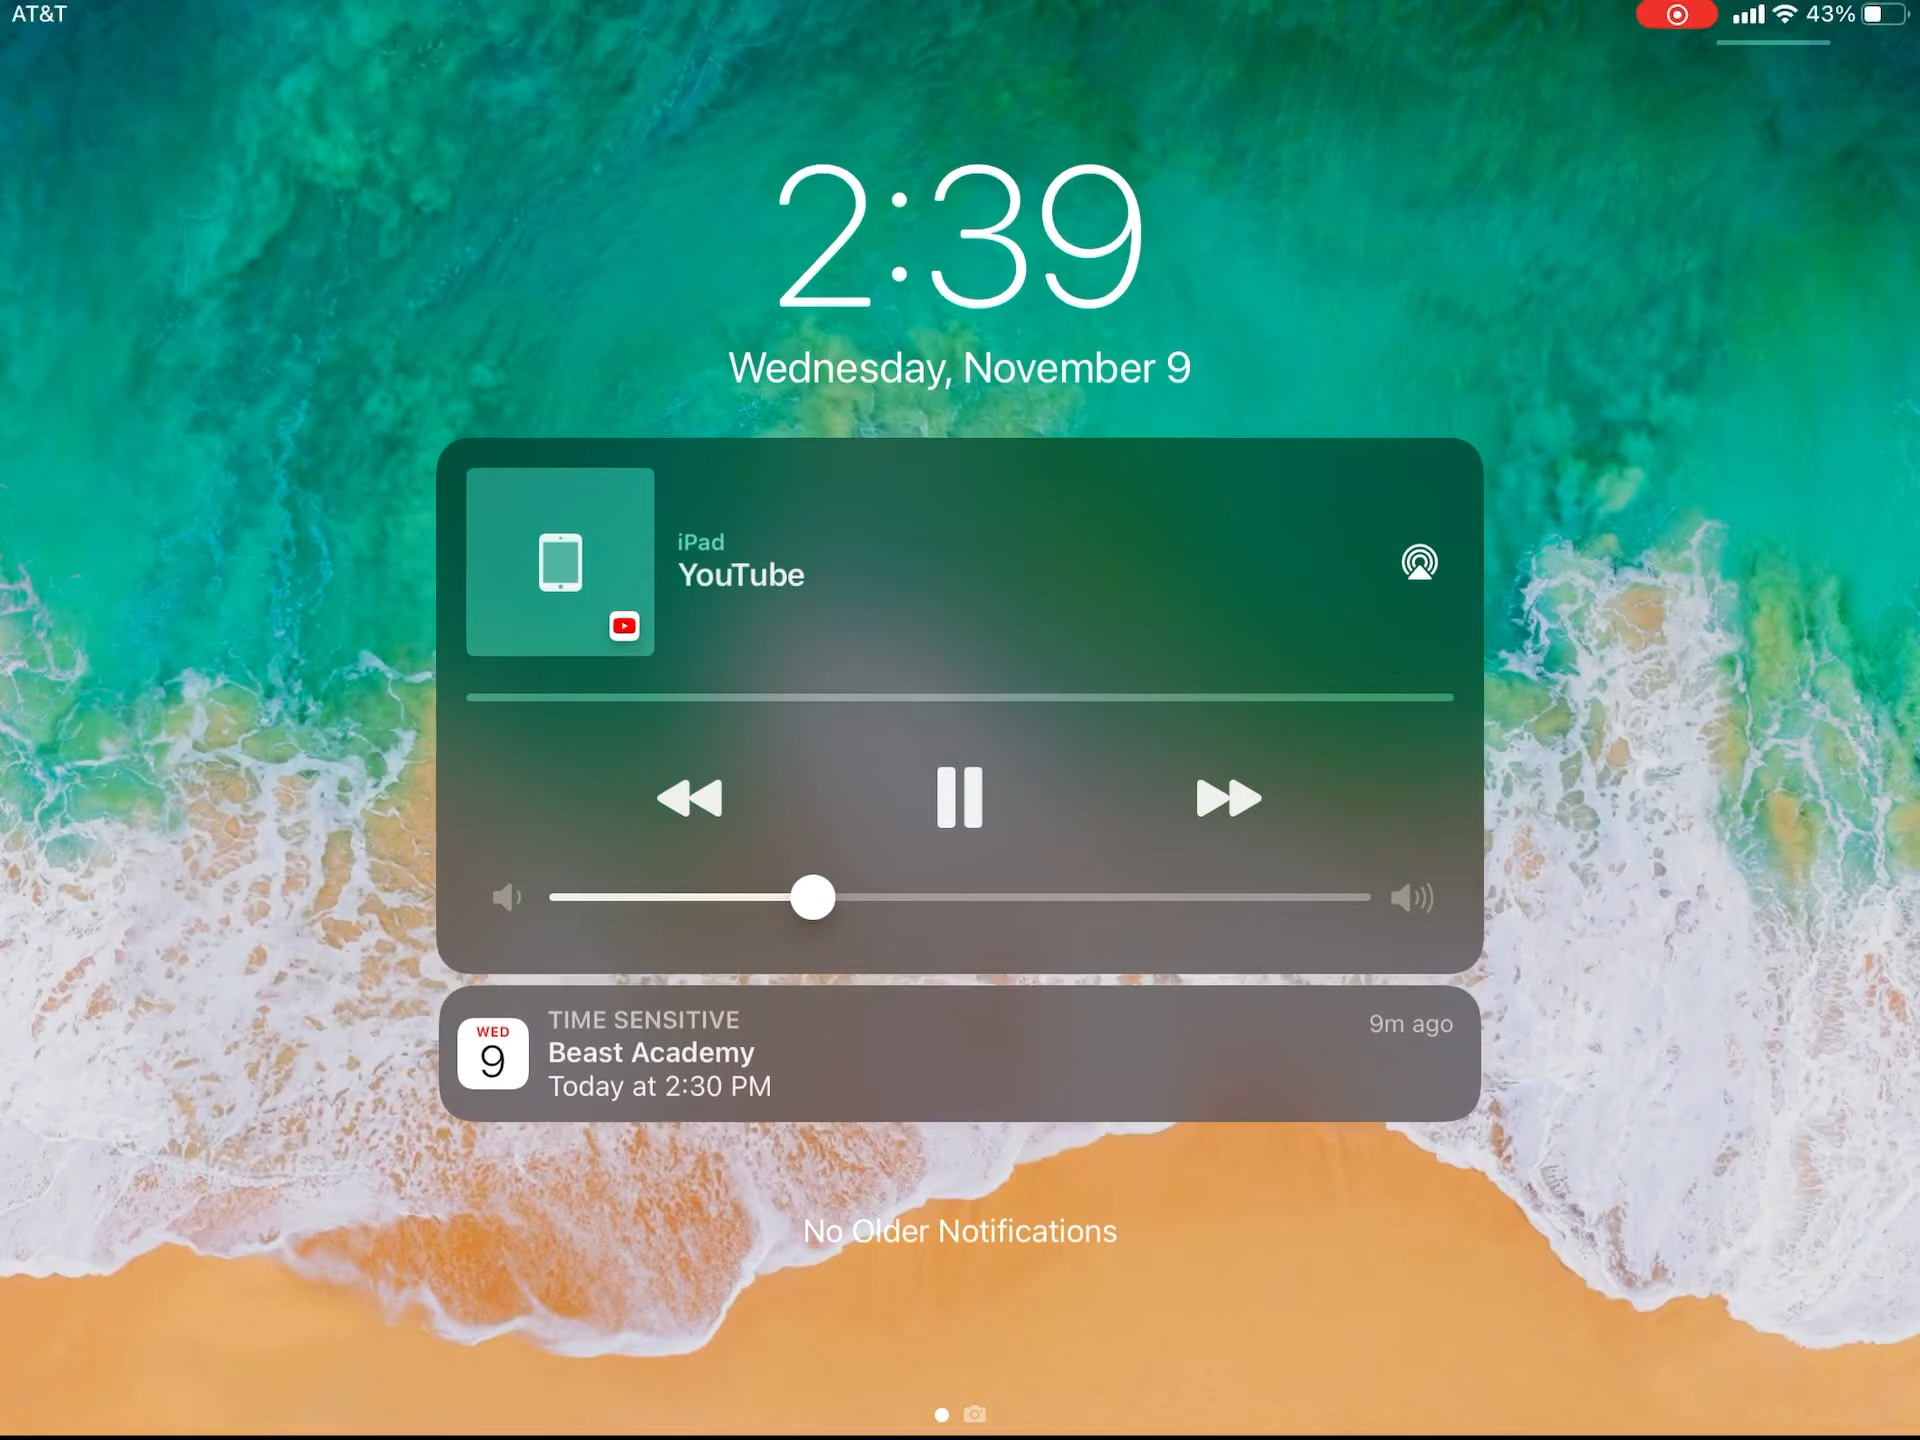 AT&T
43%
2:39
Wednesday, November 9
iPad
YouTube
TIME SENSITIVE
9m ago
WED
9
Beast Academy
Today at 2:30 PM
No Older Notifications